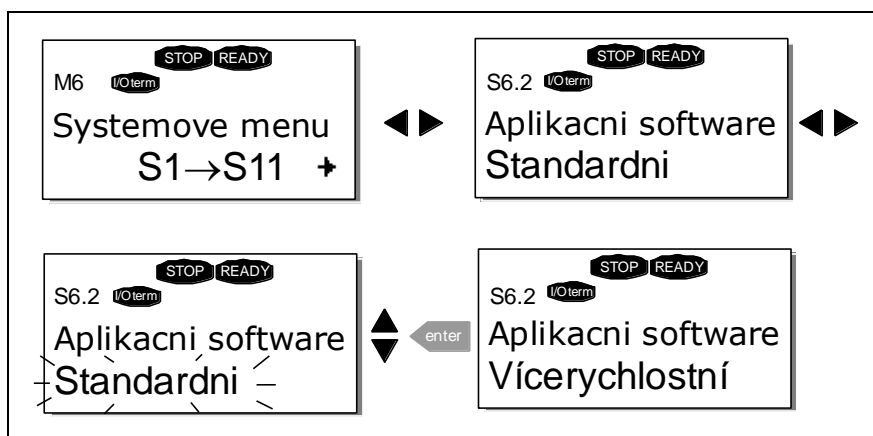 STOP READY
M6 I/Oterm
Systemove menu
S1→S11
STOP READY
S6.2 I/Oterm
Aplikacni software
Standardni
STOP READY
S6.2 I/Oterm
Aplikacni software
Standardni
enter
STOP READY
S6.2 I/Oterm
Aplikacni software
Vícerychlostní